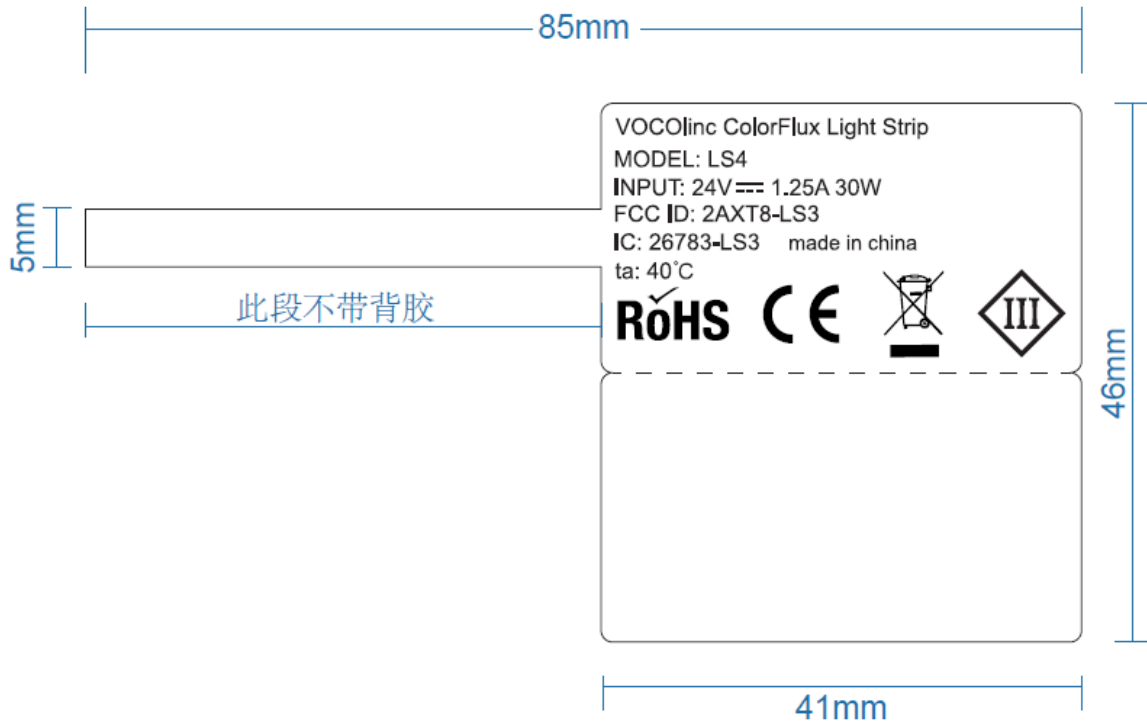 85mm
VOCOlinc ColorFlux Light Strip
MODEL: LS4
INPUT: 24V⎓1.25A 30W
FCC ID: 2AXT8-LS3
IC: 26783-LS3 made in china
ta: 40℃
5mm
此段不带背胶
RoHS CE III
46mm
41mm